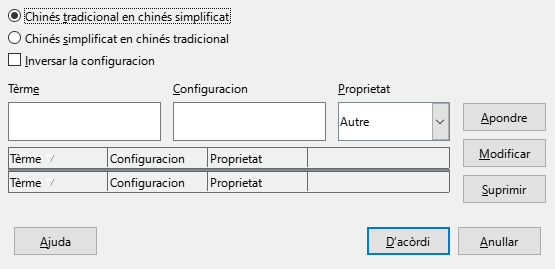 Chinés tradicional en chinés simplificat
Chinés simplificat en chinés tradicional
Inversar la configuracion
Tèrme Configuracion Proprietat
Autre
Apondre
Tèrme Configuracion Proprietat
Modificar
Tèrme Configuracion Proprietat
Suprimir
Ajuda D'acòrdi Anullar